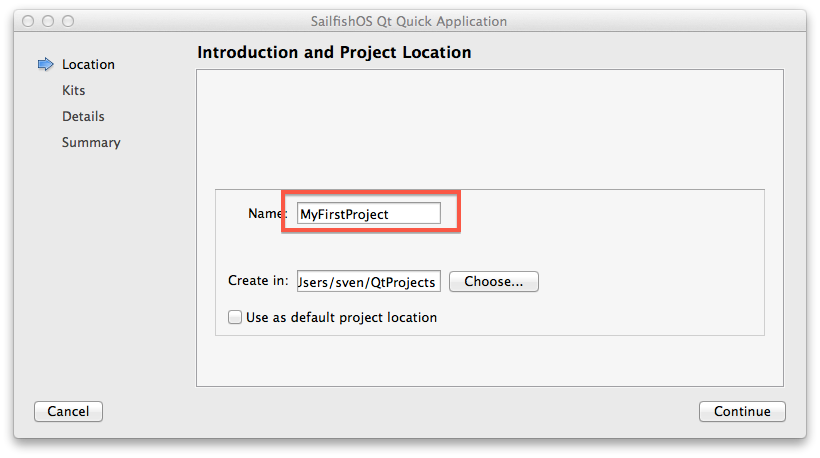 SailfishOS Qt Quick Application
Location
Kits
Details
Summary
Introduction and Project Location
Name: MyFirstProject
Create in: Users/sven/QtProjects Choose...
Use as default project location
Cancel Continue